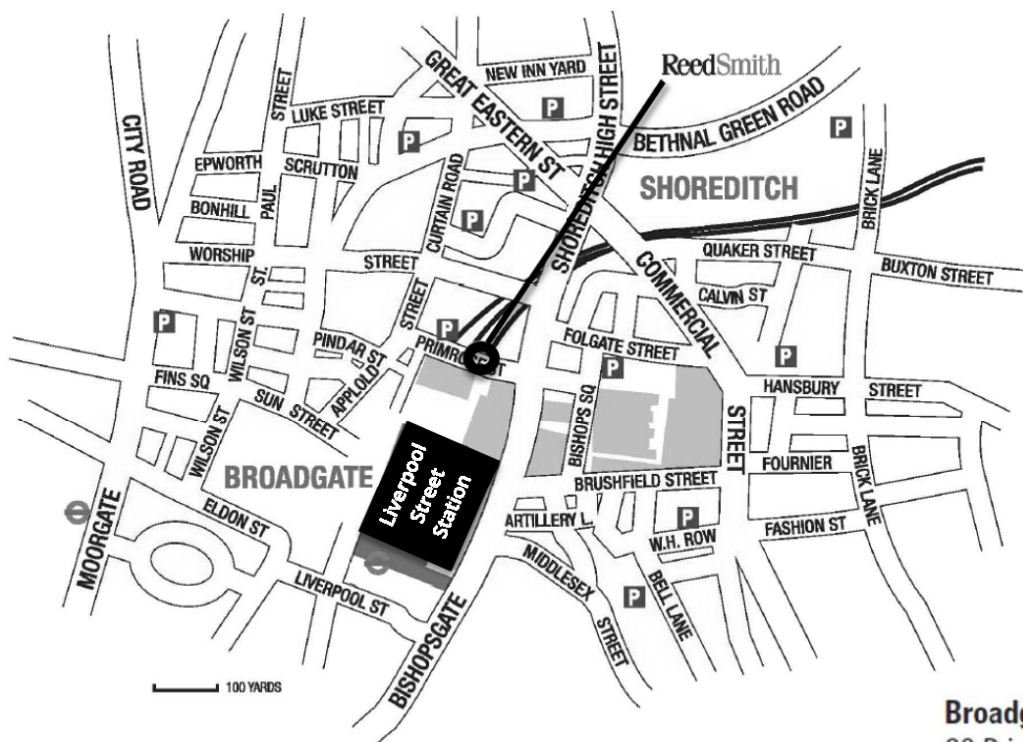 ReedSmith
NEW INN YARD
GREAT EASTERN ST
SHOREDITCH HIGH STREET
BETHNAL GREEN ROAD
CITY ROAD
STREET
LUKE STREET
P
P
P
P
P
EPWORTH
SCRUTTON
PAUL
BONHILL
CURTAIN ROAD
SHOREDITCH
BRICK LANE
WORSHIP
STREET
ST.
QUAKER STREET
BUXTON STREET
COMMERCIAL
CALVIN ST
STREET
P
WILSON ST
PINDAR ST
P
FOLGATE STREET
P
P
FINS SQ
APPLOLD
HANSBURY
STREET
SUN STREET
WILSON ST
BISHOPS SQ
STREET
BROADGATE
Liverpool
Street
Station
FOURNIER
BRICK LANE
BRUSHFIELD STREET
ELDON ST
ARTILLERY L.
P
FASHION ST
W.H. ROW
MOORGATE
MIDDLESEX
STREET
BELL LANE
P
LIVERPOOL ST
BISHOPSGATE
100 YARDS